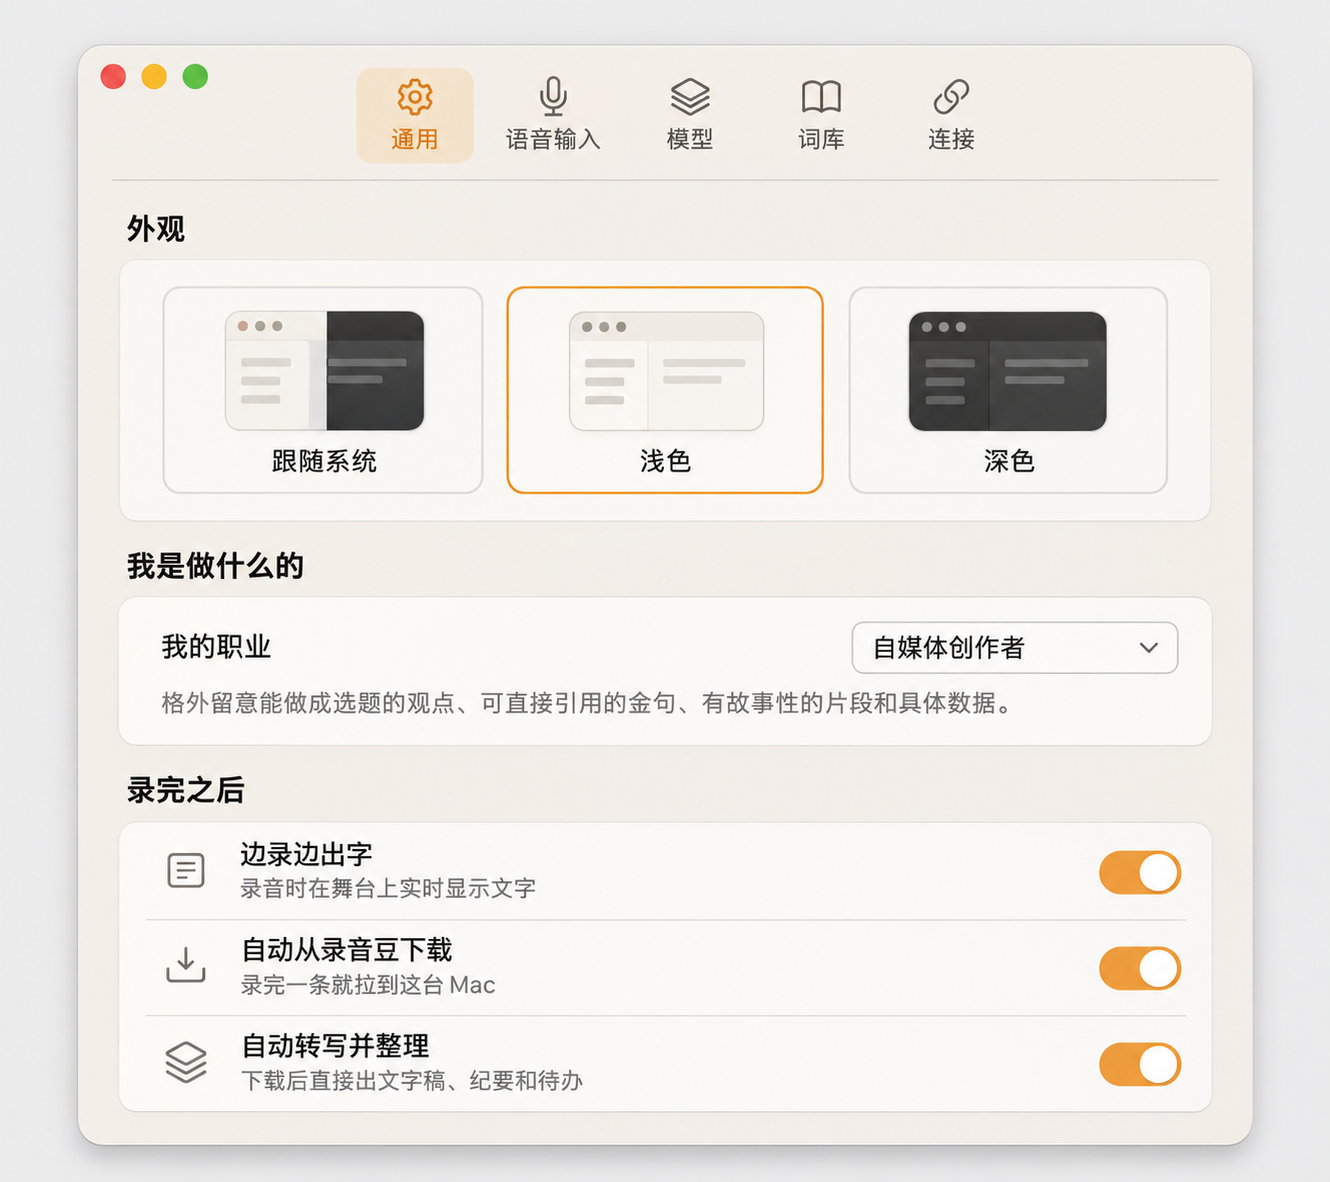 通用
语音输入
模型
词库
连接
外观
跟随系统
浅色
深色
我是做什么的
我的职业
自媒体创作者
格外留意能做成选题的观点、可直接引用的金句、有故事性的片段和具体数据。
录完之后
边录边出字
录音时在舞台上实时显示文字
自动从录音豆下载
录完一条就拉到这台 Mac
自动转写并整理
下载后直接出文字稿、纪要和待办